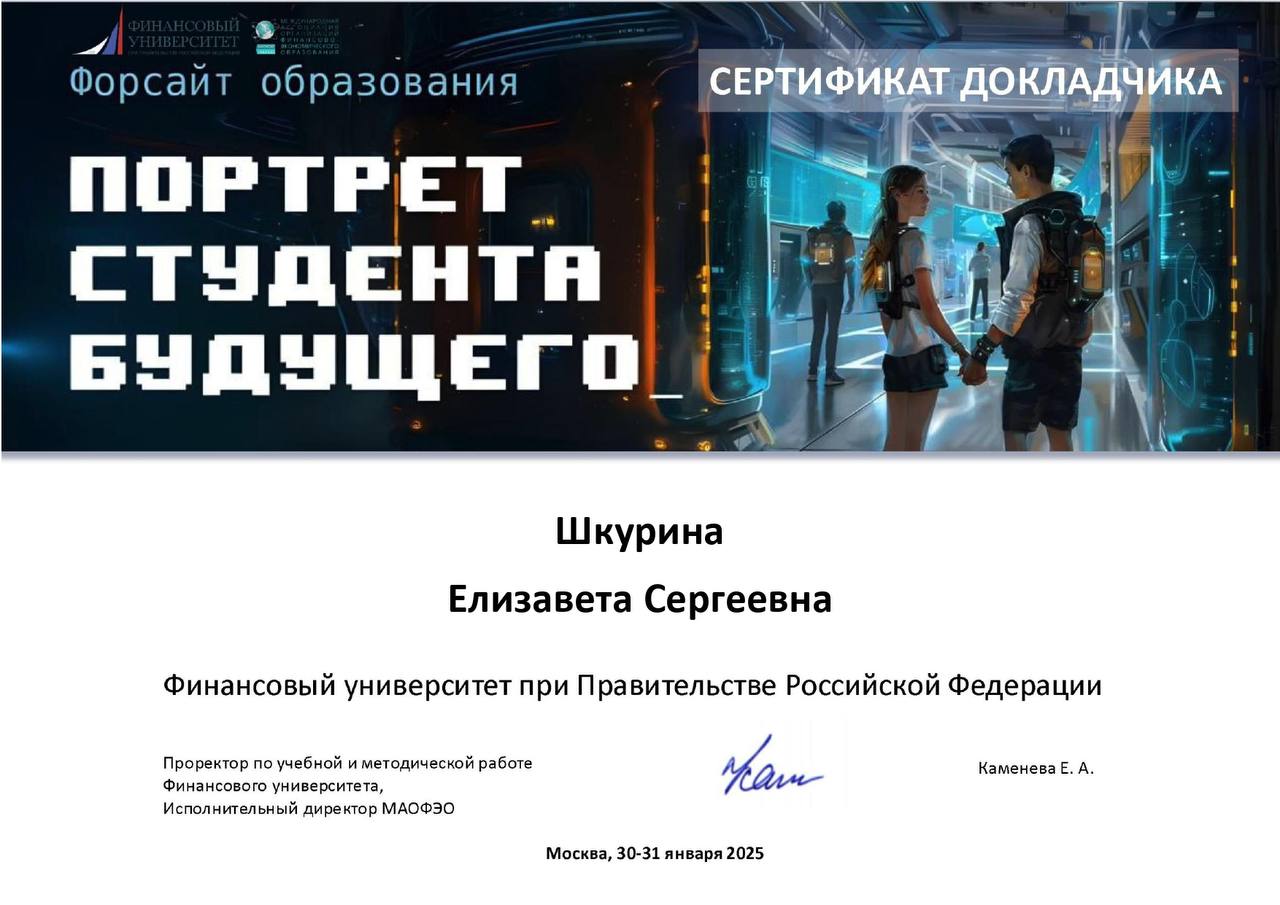 ФИНАНСОВЫЙ
УНИВЕРСИТЕТ
МЕЖДУНАРОДНАЯ
АССОЦИАЦИЯ
ОРГАНИЗАЦИЙ
ФИНАНСОВО-
ЭКОНОМИЧЕСКОГО
ОБРАЗОВАНИЯ
Форсайт образования
СЕРТИФИКАТ ДОКЛАДЧИКА
ПОРТРЕТ
СТУДЕНТА
БУДУЩЕГО_
Шкурина
Елизавета Сергеевна
Финансовый университет при Правительстве Российской Федерации
Проректор по учебной и методической работе
Финансового университета,
Исполнительный директор МАОФЭО
Каменева Е. А.
Москва, 30-31 января 2025